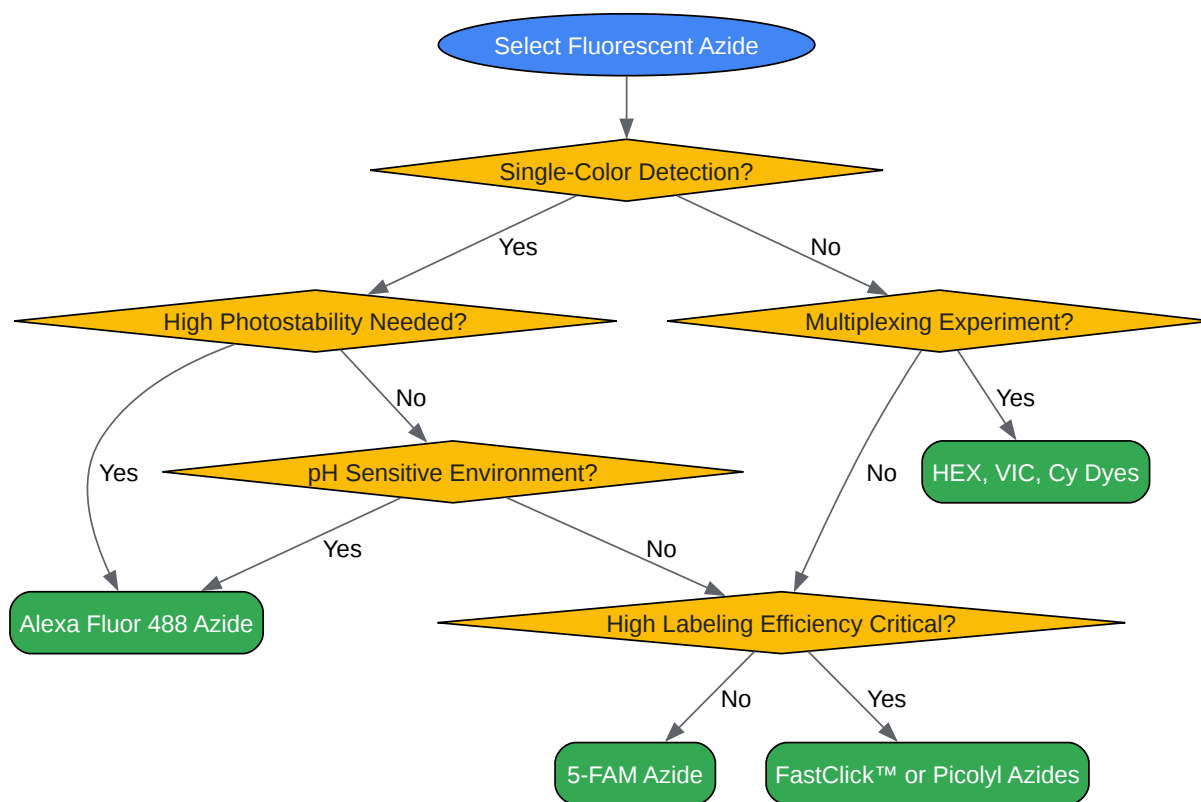 Select Fluorescent Azide
Single-Color Detection?
Yes
No
High Photostability Needed?
Multiplexing Experiment?
No
Yes
Yes
pH Sensitive Environment?
No
HEX, VIC, Cy Dyes
Yes
No
Alexa Fluor 488 Azide
High Labeling Efficiency Critical?
No
Yes
5-FAM Azide
FastClick™ or Picolyl Azides